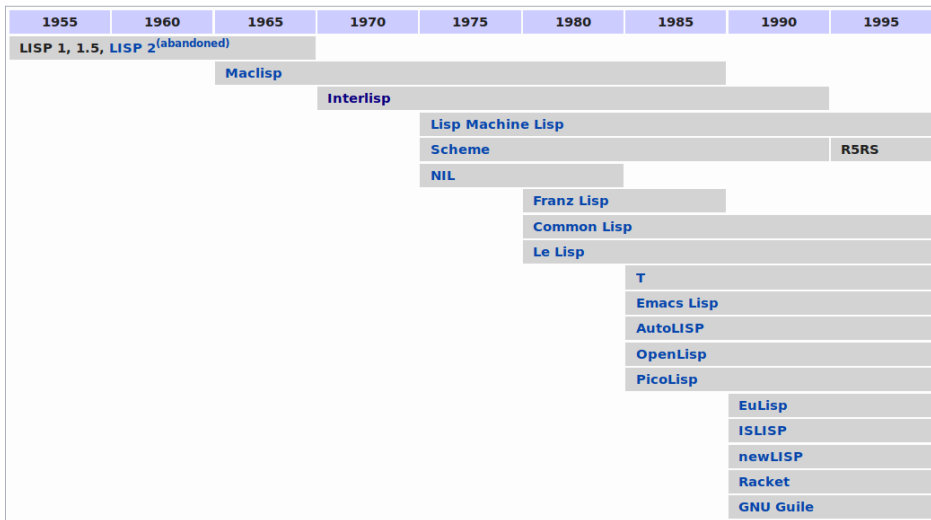 1955 1960 1965 1970 1975 1980 1985 1990 1995
LISP 1, 1.5, LISP 2(abandoned)
Maclisp
Interlisp
Lisp Machine Lisp
Scheme R5RS
NIL
Franz Lisp
Common Lisp
Le Lisp
T
Emacs Lisp
AutoLISP
OpenLisp
PicoLisp
EuLisp
ISLISP
newLISP
Racket
GNU Guile